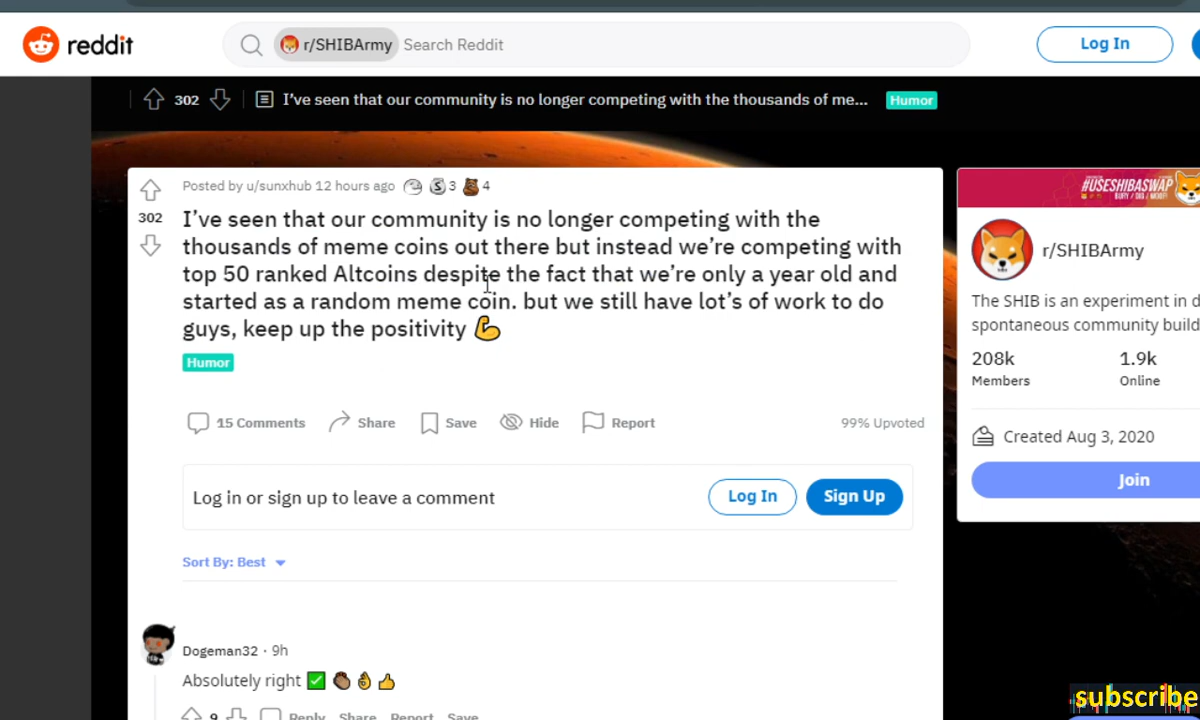 reddit
r/SHIBArmy Search Reddit
Log In
302 I've seen that our community is no longer competing with the thousands of me... Humor
Posted by u/sunxhub 12 hours ago 3 4
302
I've seen that our community is no longer competing with the
thousands of meme coins out there but instead we're competing with
top 50 ranked Altcoins despite the fact that we're only a year old and
started as a random meme coin. but we still have lot's of work to do
guys, keep up the positivity 💪
Humor
15 Comments Share Save Hide Report 99% Upvoted
Log in or sign up to leave a comment Log In Sign Up
Sort By: Best
Dogeman32 · 9h
Absolutely right ✅ 👏🏾 👌 👍
9 Reply Share Report Save
#USESHIBASWAP
BURY / DIG / WOOF!
r/SHIBArmy
The SHIB is an experiment in d
spontaneous community build
208k 1.9k
Members Online
Created Aug 3, 2020
Join
subscribe